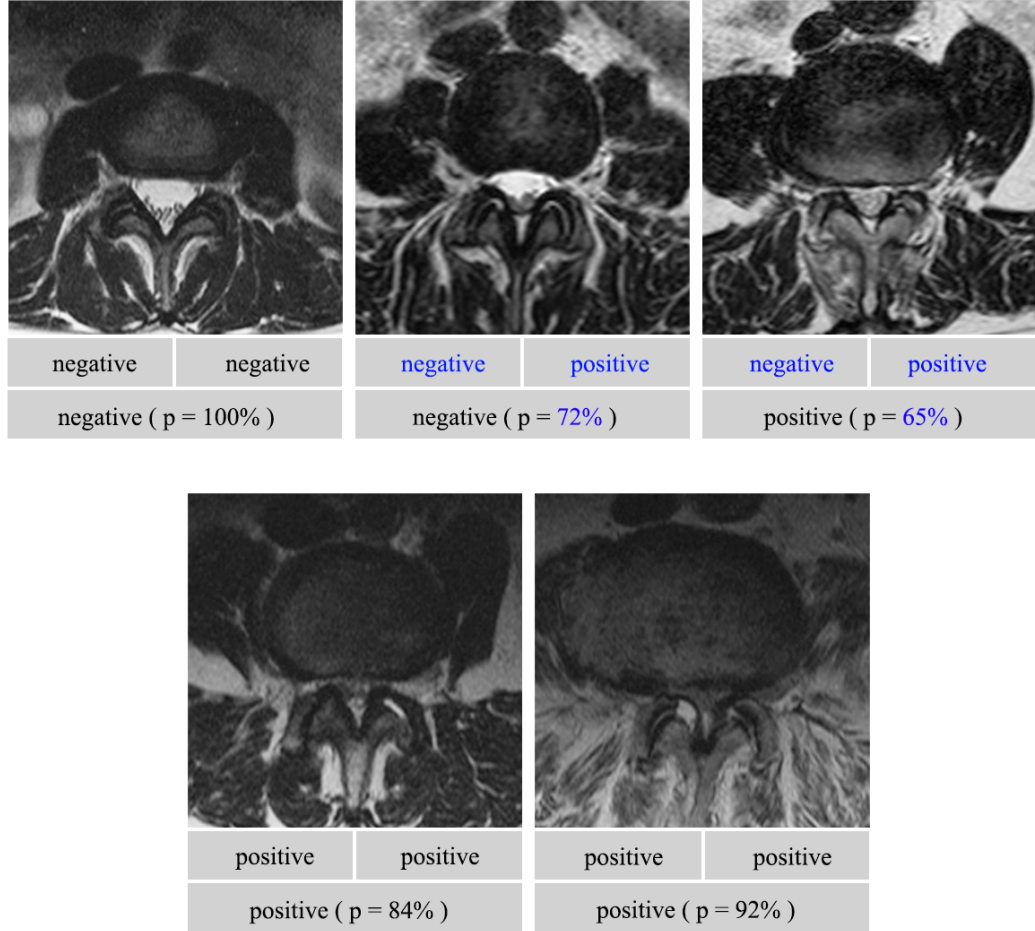 negative negative
negative ( p = 100% )
negative positive
negative ( p = 72% )
negative positive
positive ( p = 65% )
positive positive
positive ( p = 84% )
positive positive
positive ( p = 92% )